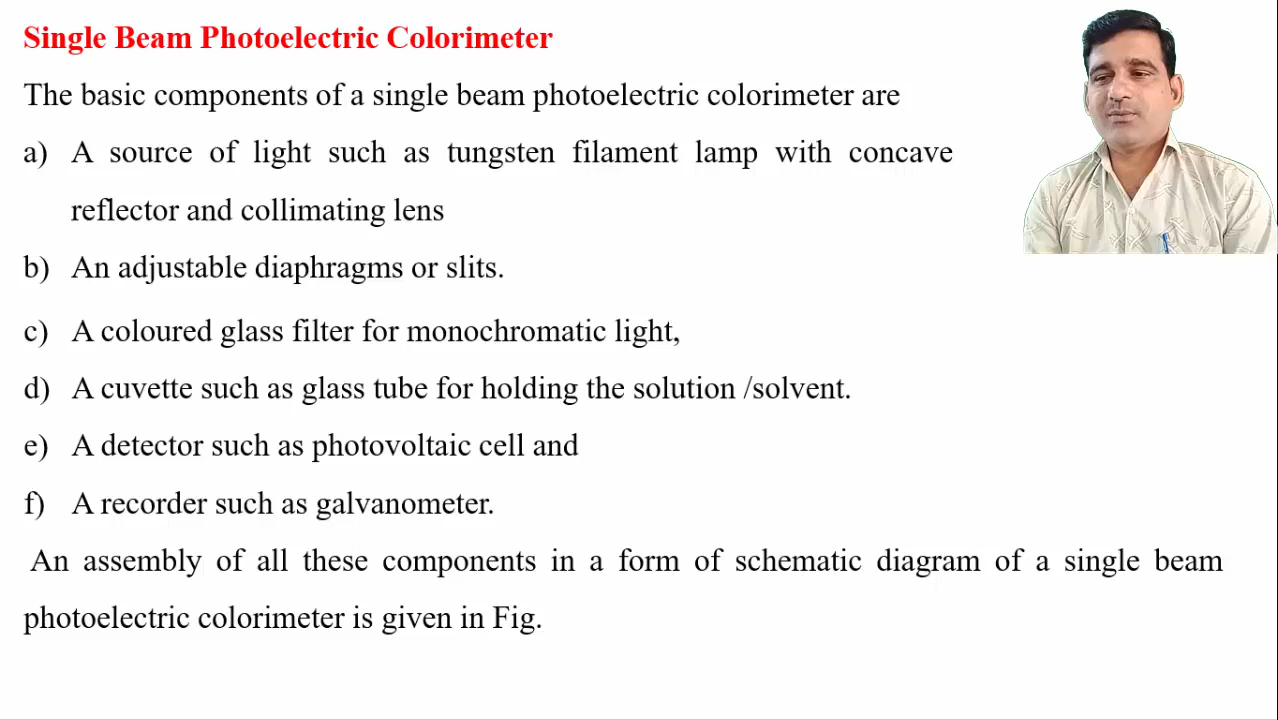 Single Beam Photoelectric Colorimeter
The basic components of a single beam photoelectric colorimeter are
a) A source of light such as tungsten filament lamp with concave
reflector and collimating lens
b) An adjustable diaphragms or slits.
c) A coloured glass filter for monochromatic light,
d) A cuvette such as glass tube for holding the solution /solvent.
e) A detector such as photovoltaic cell and
f) A recorder such as galvanometer.
An assembly of all these components in a form of schematic diagram of a single beam
photoelectric colorimeter is given in Fig.